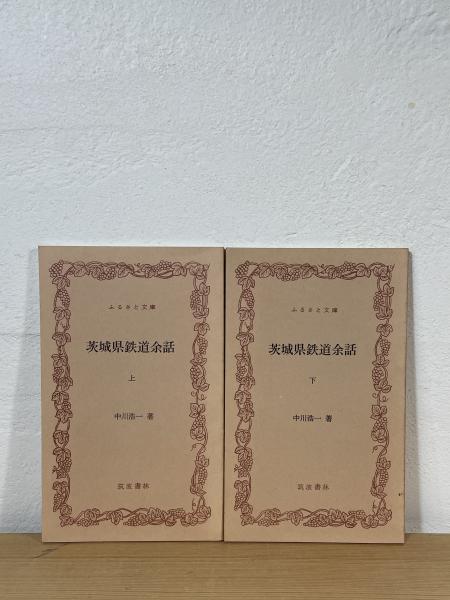 ふるさと文庫
茨城県鉄道余話
上
中川浩一 著
筑波書林
ふるさと文庫
茨城県鉄道余話
下
中川浩一 著
筑波書林